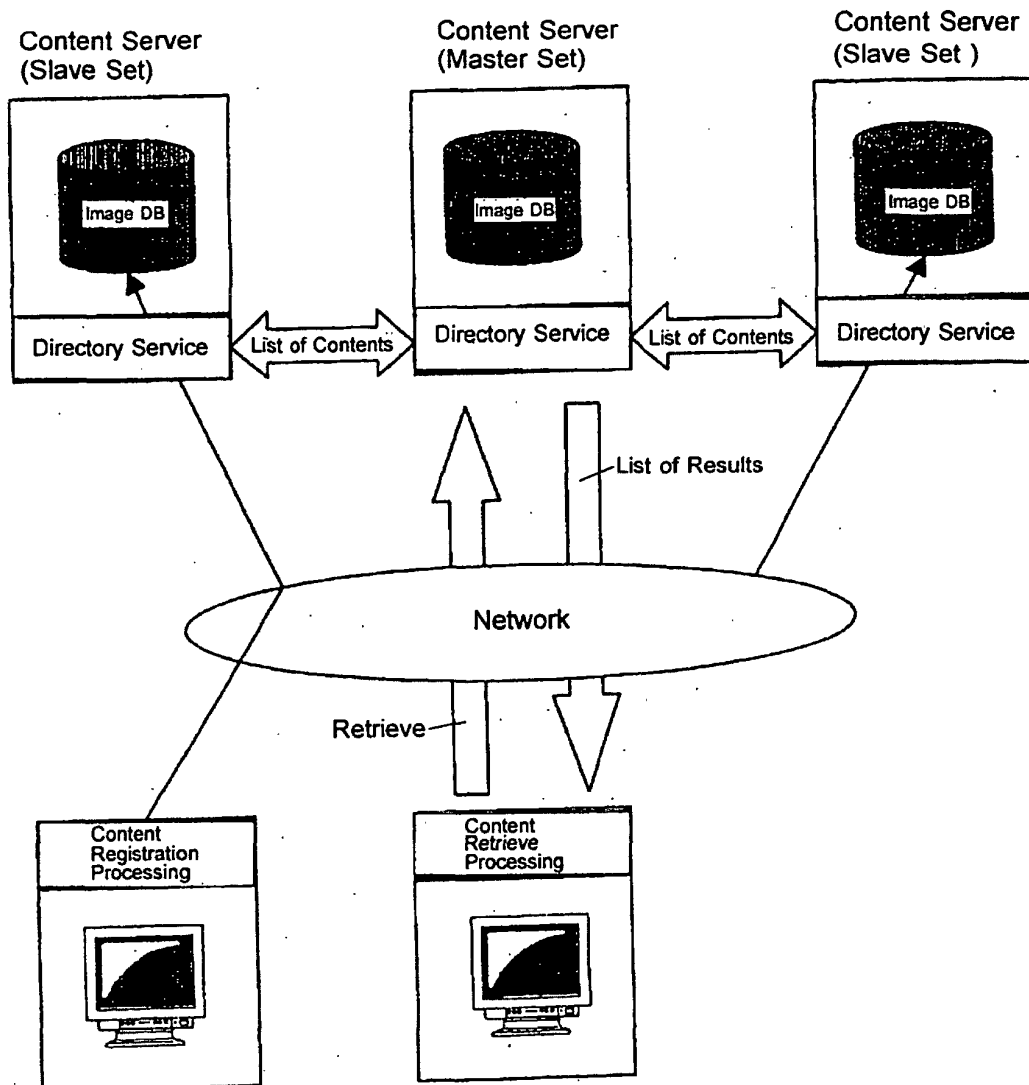 Content Server
(Slave Set)
Content Server
(Master Set)
Content Server
(Slave Set )
Image DB
Image DB
Image DB
Directory Service
List of Contents
Directory Service
List of Contents
Directory Service
List of Results
Network
Retrieve
Content
Registration
Processing
Content
Retrieve
Processing